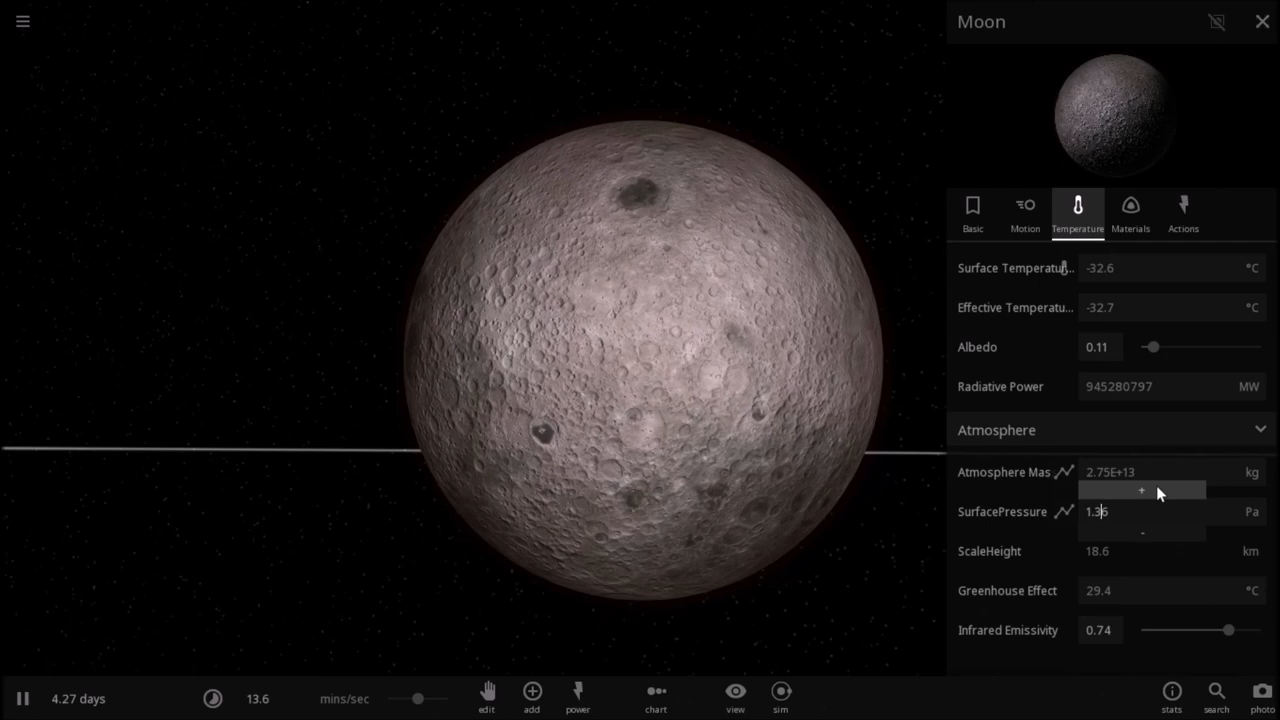 Moon
Basic Motion Temperature Materials Actions
Surface Temperatur... -32.6 °C
Effective Temperatu... -32.7 °C
Albedo 0.11
Radiative Power 945280797 MW
Atmosphere
Atmosphere Mas 2.75E+13 kg
+
SurfacePressure 1.36 Pa
-
ScaleHeight 18.6 km
Greenhouse Effect 29.4 °C
Infrared Emissivity 0.74
4.27 days 13.6 mins/sec
edit add power chart view sim stats search photo